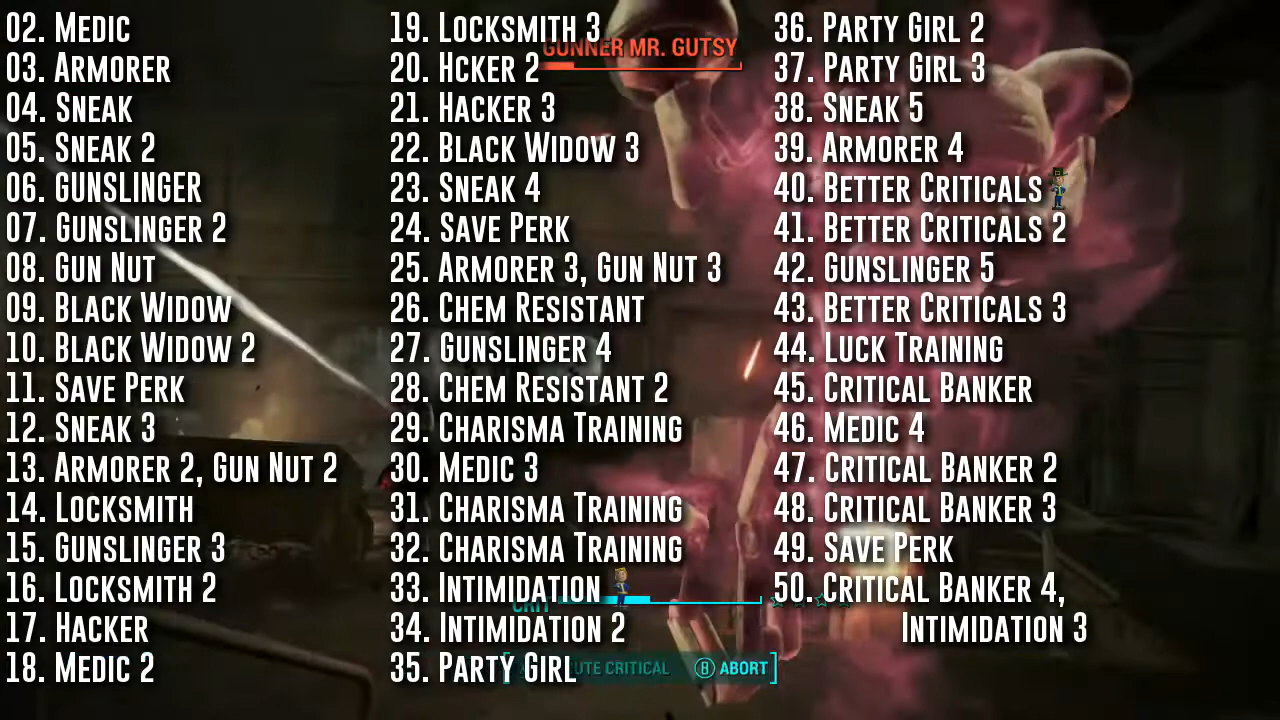 02. Medic
03. Armorer
04. Sneak
05. Sneak 2
06. Gunslinger
07. Gunslinger 2
08. Gun Nut
09. Black Widow
10. Black Widow 2
11. Save Perk
12. Sneak 3
13. Armorer 2, Gun Nut 2
14. Locksmith
15. Gunslinger 3
16. Locksmith 2
17. Hacker
18. Medic 2
19. Locksmith 3
20. Hcker 2
21. Hacker 3
22. Black Widow 3
23. Sneak 4
24. Save Perk
25. Armorer 3, Gun Nut 3
26. Chem Resistant
27. Gunslinger 4
28. Chem Resistant 2
29. Charisma Training
30. Medic 3
31. Charisma Training
32. Charisma Training
33. Intimidation
34. Intimidation 2
35. Party Girl
36. Party Girl 2
37. Party Girl 3
38. Sneak 5
39. Armorer 4
40. Better Criticals
41. Better Criticals 2
42. Gunslinger 5
43. Better Criticals 3
44. Luck Training
45. Critical Banker
46. Medic 4
47. Critical Banker 2
48. Critical Banker 3
49. Save Perk
50. Critical Banker 4,
Intimidation 3
GUNNER MR. GUTSY
CRIT
CRITICAL B ABORT